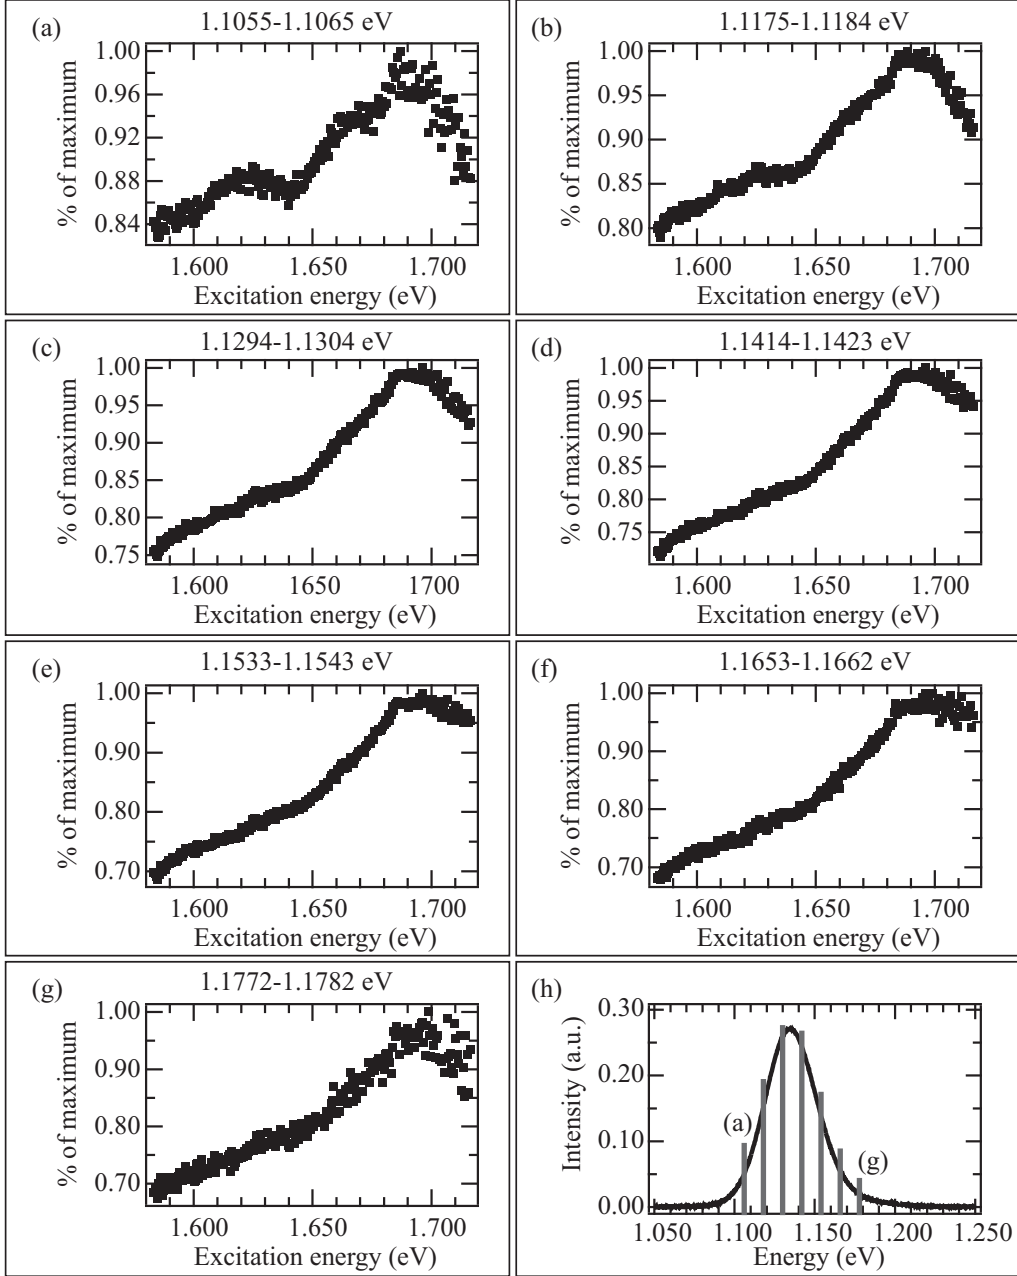 (a)
1.1055-1.1065 eV
1.00
0.96
0.92
0.88
0.84
% of maximum
1.600 1.650 1.700
Excitation energy (eV)
(b)
1.1175-1.1184 eV
1.00
0.95
0.90
0.85
0.80
% of maximum
1.600 1.650 1.700
Excitation energy (eV)
(c)
1.1294-1.1304 eV
1.00
0.95
0.90
0.85
0.80
0.75
% of maximum
1.600 1650 1700
Excitation energy (eV)
(d)
1.1414-1.1423 eV
1.00
0.95
0.90
0.85
0.80
0.75
% of maximum
1.600 1.650 1.700
Excitation energy (eV)
(e)
1.1533-1.1543 eV
1.00
0.90
0.80
0.70
% of maximum
1.600 1.650 1.700
Excitation energy (eV)
(f)
1.1653-1.1662 eV
1.00
0.90
0.80
0.70
% of maximum
1.600 1.650 1.700
Excitation energy (eV)
(g)
1.1772-1.1782 eV
1.00
0.90
0.80
0.70
% of maximum
1.600 1.650 1.700
Excitation energy (eV)
(h)
0.30
0.20
0.10
0.00
Intensity (a.u.)
(a)
(g)
1.050 1.100 1.150 1.200 1.250
Energy (eV)